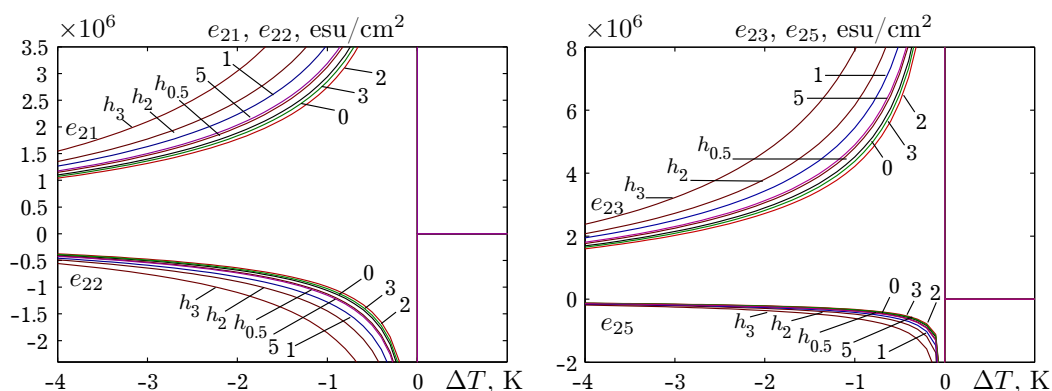 ×10⁶
e₂₁, e₂₂, esu/cm²
3.5
3
2.5
2
1.5
1
0.5
0
-0.5
-1
-1.5
-2
-4
-3
-2
-1
0
ΔT, K
h₃
h₂
h₀.₅
5
1
2
3
0
e₂₁
e₂₂
h₃
h₂
h₀.₅
5
1
0
3
2
×10⁶
e₂₃, e₂₅, esu/cm²
8
6
4
2
0
-2
-4
-3
-2
-1
0
ΔT, K
1
5
h₀.₅
h₂
h₃
2
3
0
e₂₃
e₂₅
h₃
h₂
h₀.₅
5
1
0
3
2